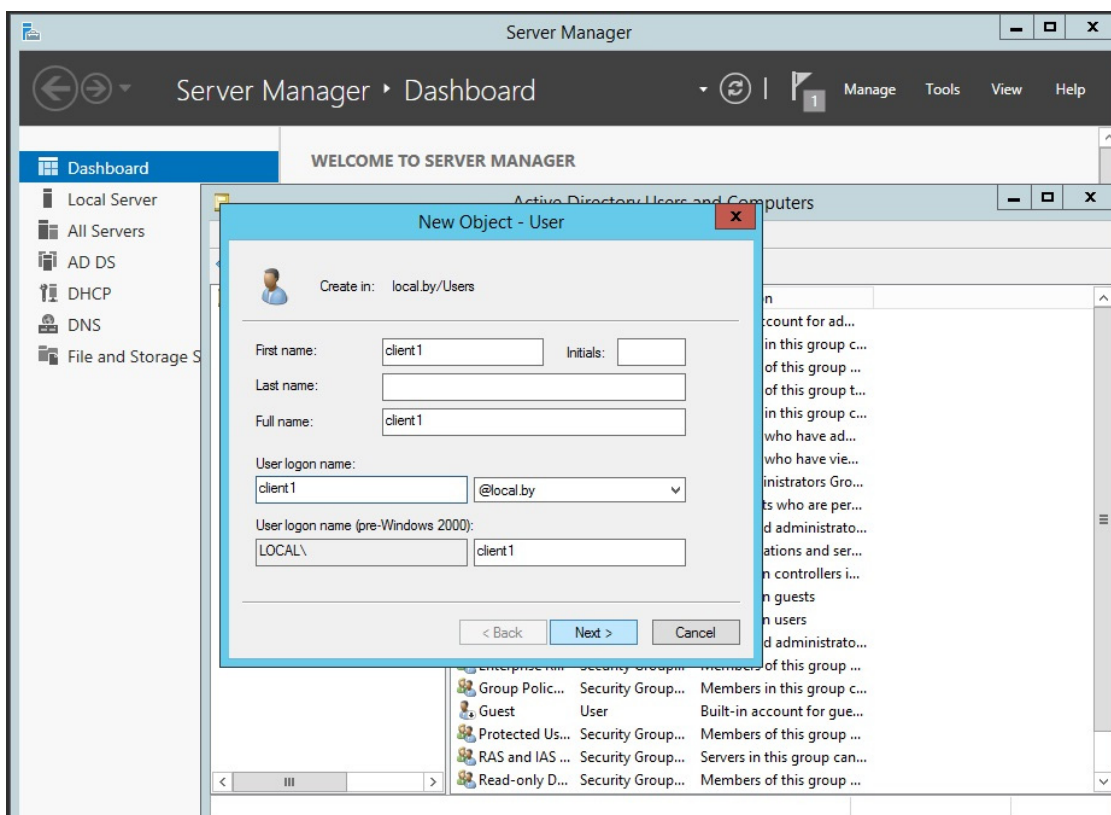 Server Manager
Server Manager ‣ Dashboard
1
Manage Tools View Help
Dashboard
Local Server
All Servers
AD DS
DHCP
DNS
File and Storage S
WELCOME TO SERVER MANAGER
Active Directory Users and Computers
New Object - User
Create in: local.by/Users
First name: client1 Initials:
Last name:
Full name: client1
User logon name:
client1 @local.by
User logon name (pre-Windows 2000):
LOCAL\ client1
< Back Next > Cancel
n
count for ad...
in this group c...
of this group ...
of this group t...
in this group c...
who have ad...
who have vie...
inistrators Gro...
ts who are per...
d administrato...
ations and ser...
n controllers i...
n guests
n users
d administrato...
Security Group... Members of this group ...
Group Polic... Security Group... Members in this group c...
Guest User Built-in account for gue...
Protected Us... Security Group... Members of this group ...
RAS and IAS ... Security Group... Servers in this group can...
Read-only D... Security Group... Members of this group ...